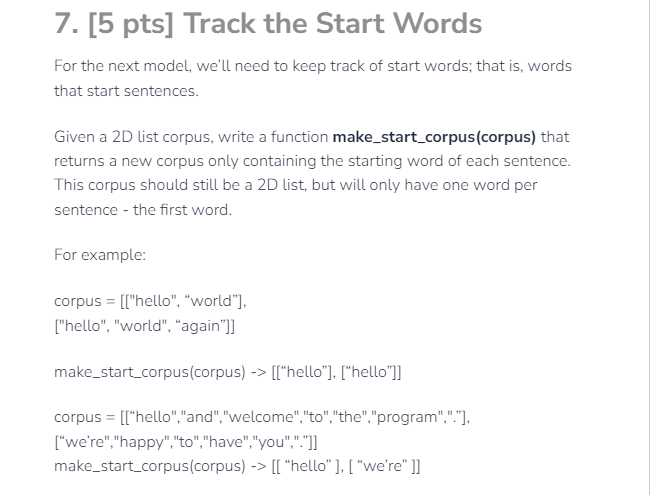 7. [5 pts] Track the Start Words
For the next model, we'll need to keep track of start words; that is, words
that start sentences.
Given a 2D list corpus, write a function make_start_corpus(corpus) that
returns a new corpus only containing the starting word of each sentence.
This corpus should still be a 2D list, but will only have one word per
sentence - the first word.
For example:
corpus = [["hello", “world”],
["hello", "world", “again”]]
make_start_corpus(corpus) -> [[“hello”], [“hello”]]
corpus = [[“hello","and","welcome","to","the","program",".”],
[“we’re","happy","to","have","you",".”]]
make_start_corpus(corpus) -> [[ “hello” ], [ “we’re” ]]